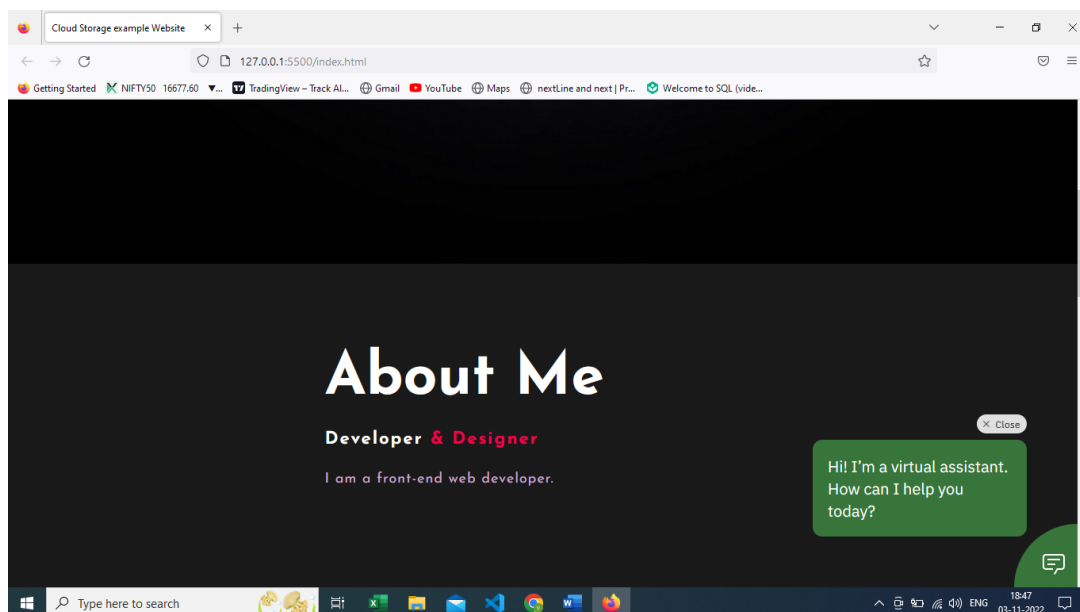 Cloud Storage example Website
127.0.0.1:5500/index.html
Getting Started NIFTY50 16677.60 ▼... TradingView – Track Al... Gmail YouTube Maps nextLine and next | Pr... Welcome to SQL (vide...
About Me
Developer & Designer
I am a front-end web developer.
× Close
Hi! I'm a virtual assistant.
How can I help you
today?
Type here to search
ENG
18:47
03-11-2022